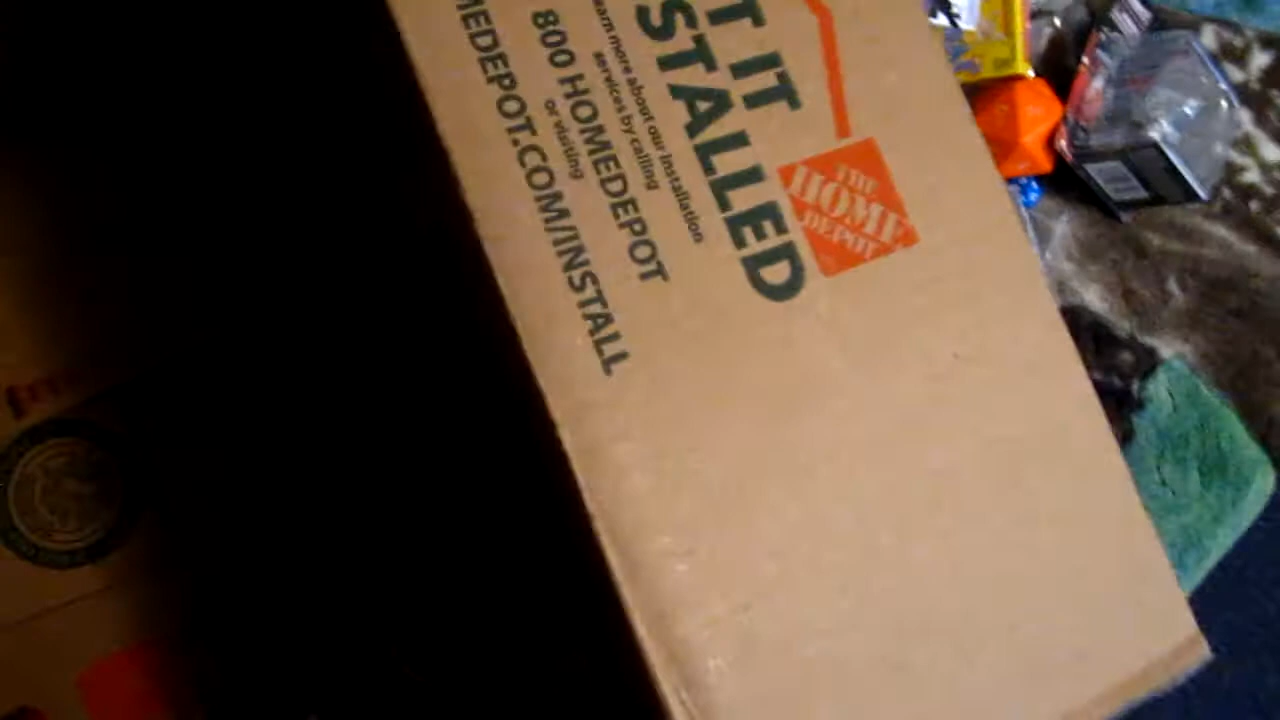 T IT
STALLED
earn more about our installation
services by calling
800 HOMEDEPOT
or visiting
MEDEPOT.COM/INSTALL
THE
HOME
DEPOT